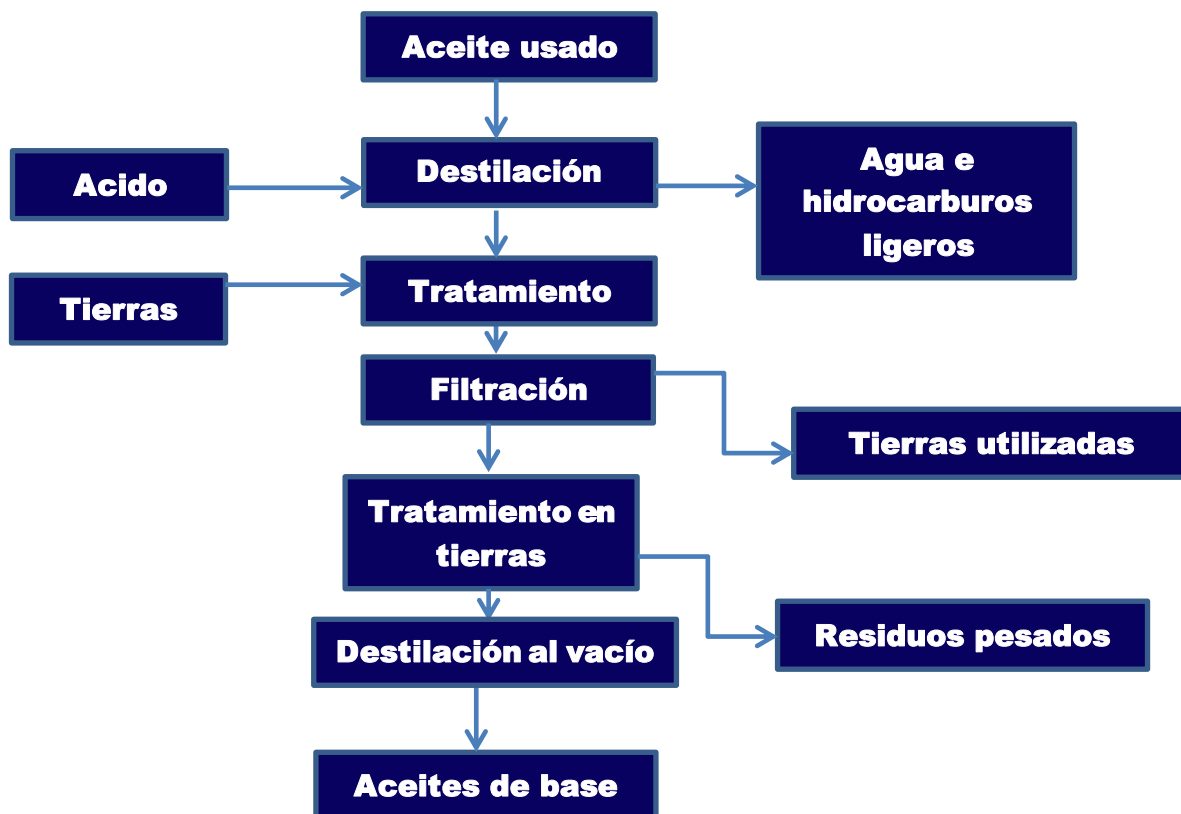 Aceite usado
Acido
Destilación
Agua e
hidrocarburos
ligeros
Tierras
Tratamiento
Filtración
Tierras utilizadas
Tratamiento en
tierras
Residuos pesados
Destilación al vacío
Aceites de base